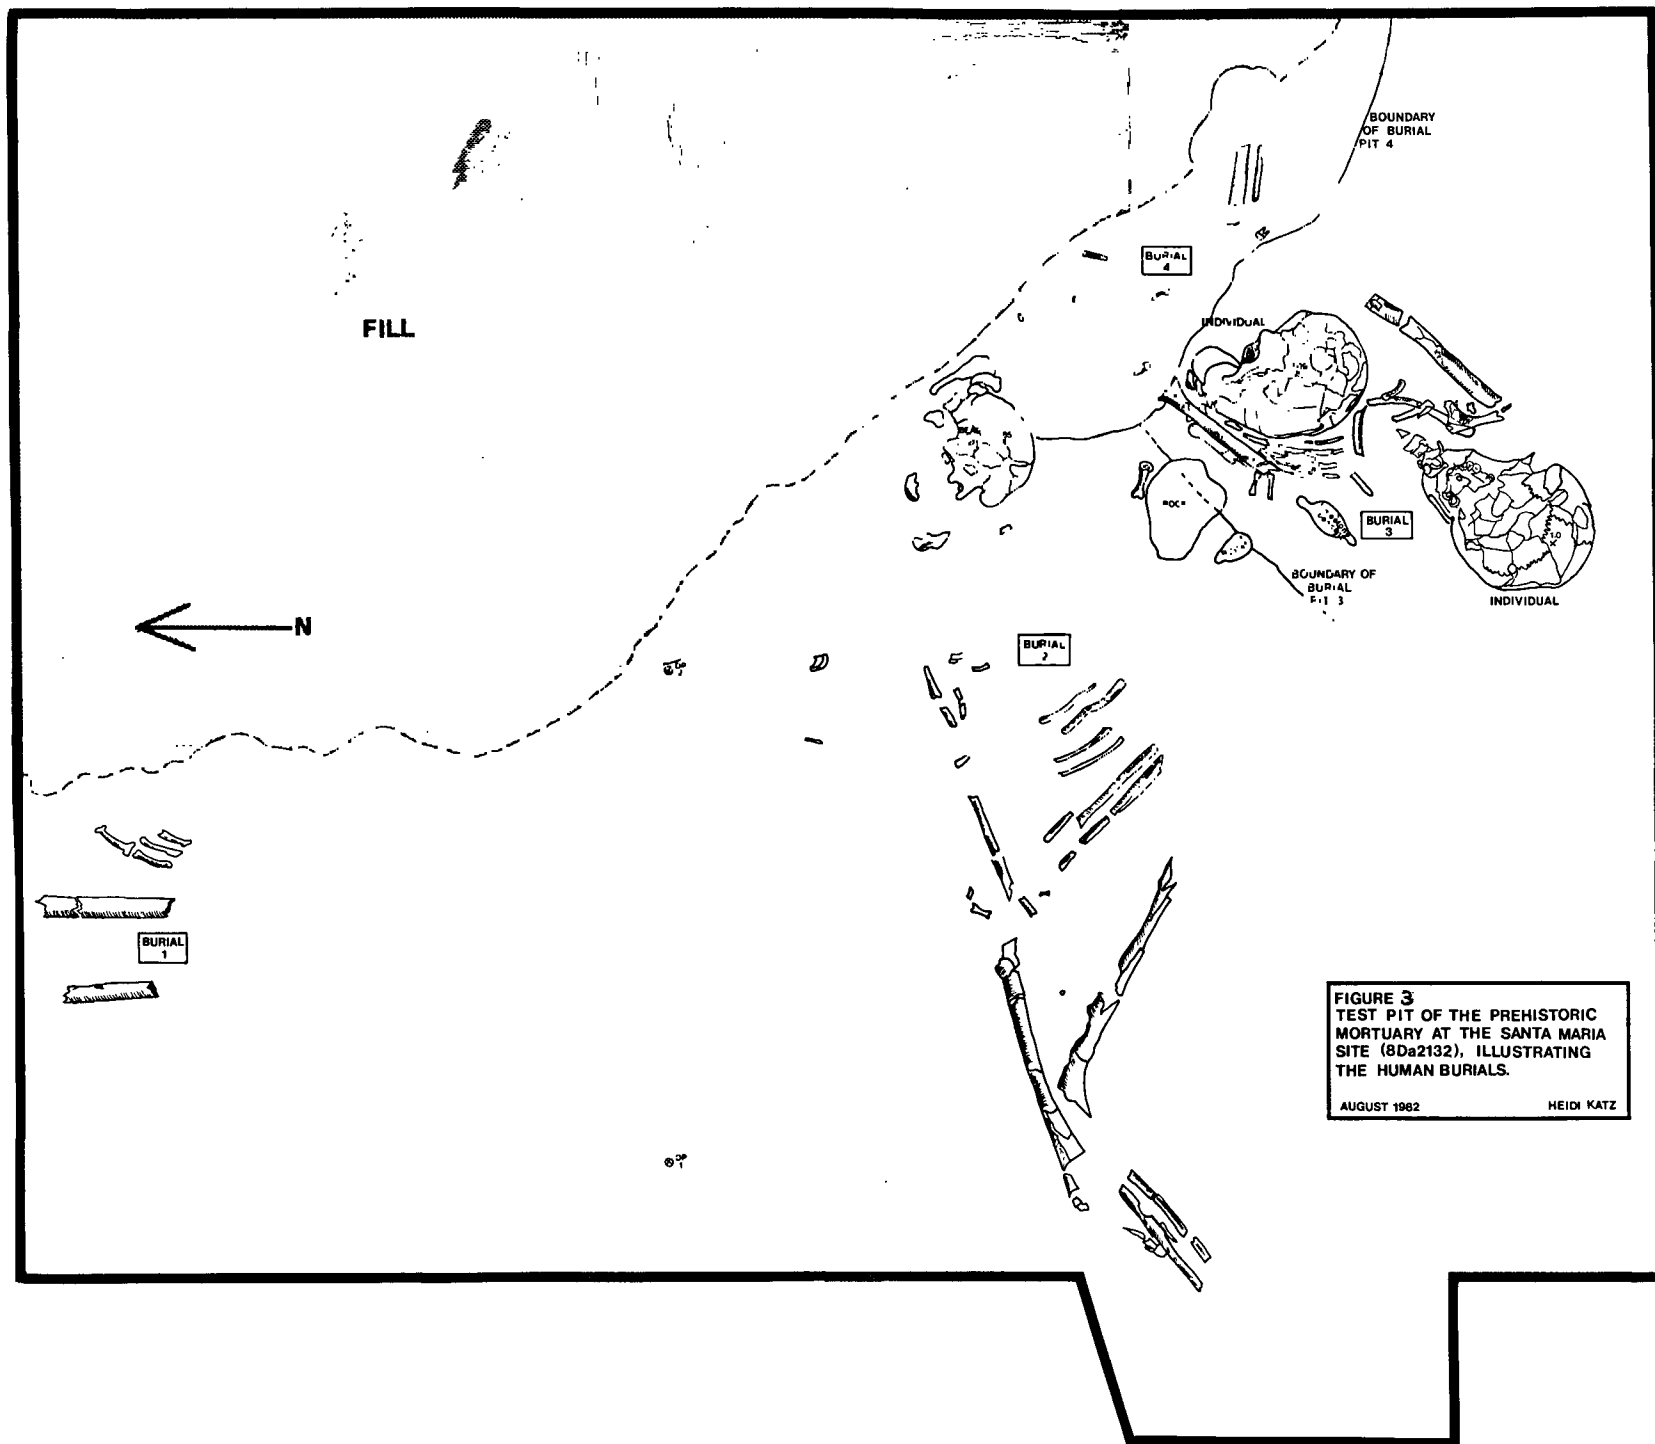 BOUNDARY
OF BURIAL
PIT 4
BURIAL
4
FILL
INDIVIDUAL
BURIAL
3
BOUNDARY OF
BURIAL
3
INDIVIDUAL
N
BURIAL
2
BURIAL
1
FIGURE 3
TEST PIT OF THE PREHISTORIC
MORTUARY AT THE SANTA MARIA
SITE (8Da2132), ILLUSTRATING
THE HUMAN BURIALS.
AUGUST 1982 HEIDI KATZ